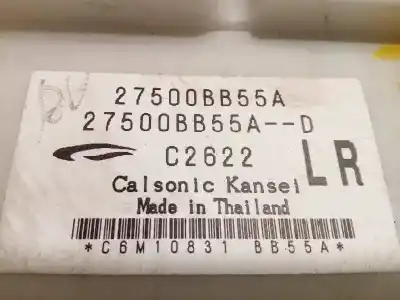 27500BB55A
27500BB55A--D
C2622
LR
Calsonic Kansei
Made in Thailand
*C6M10831 BB55A*